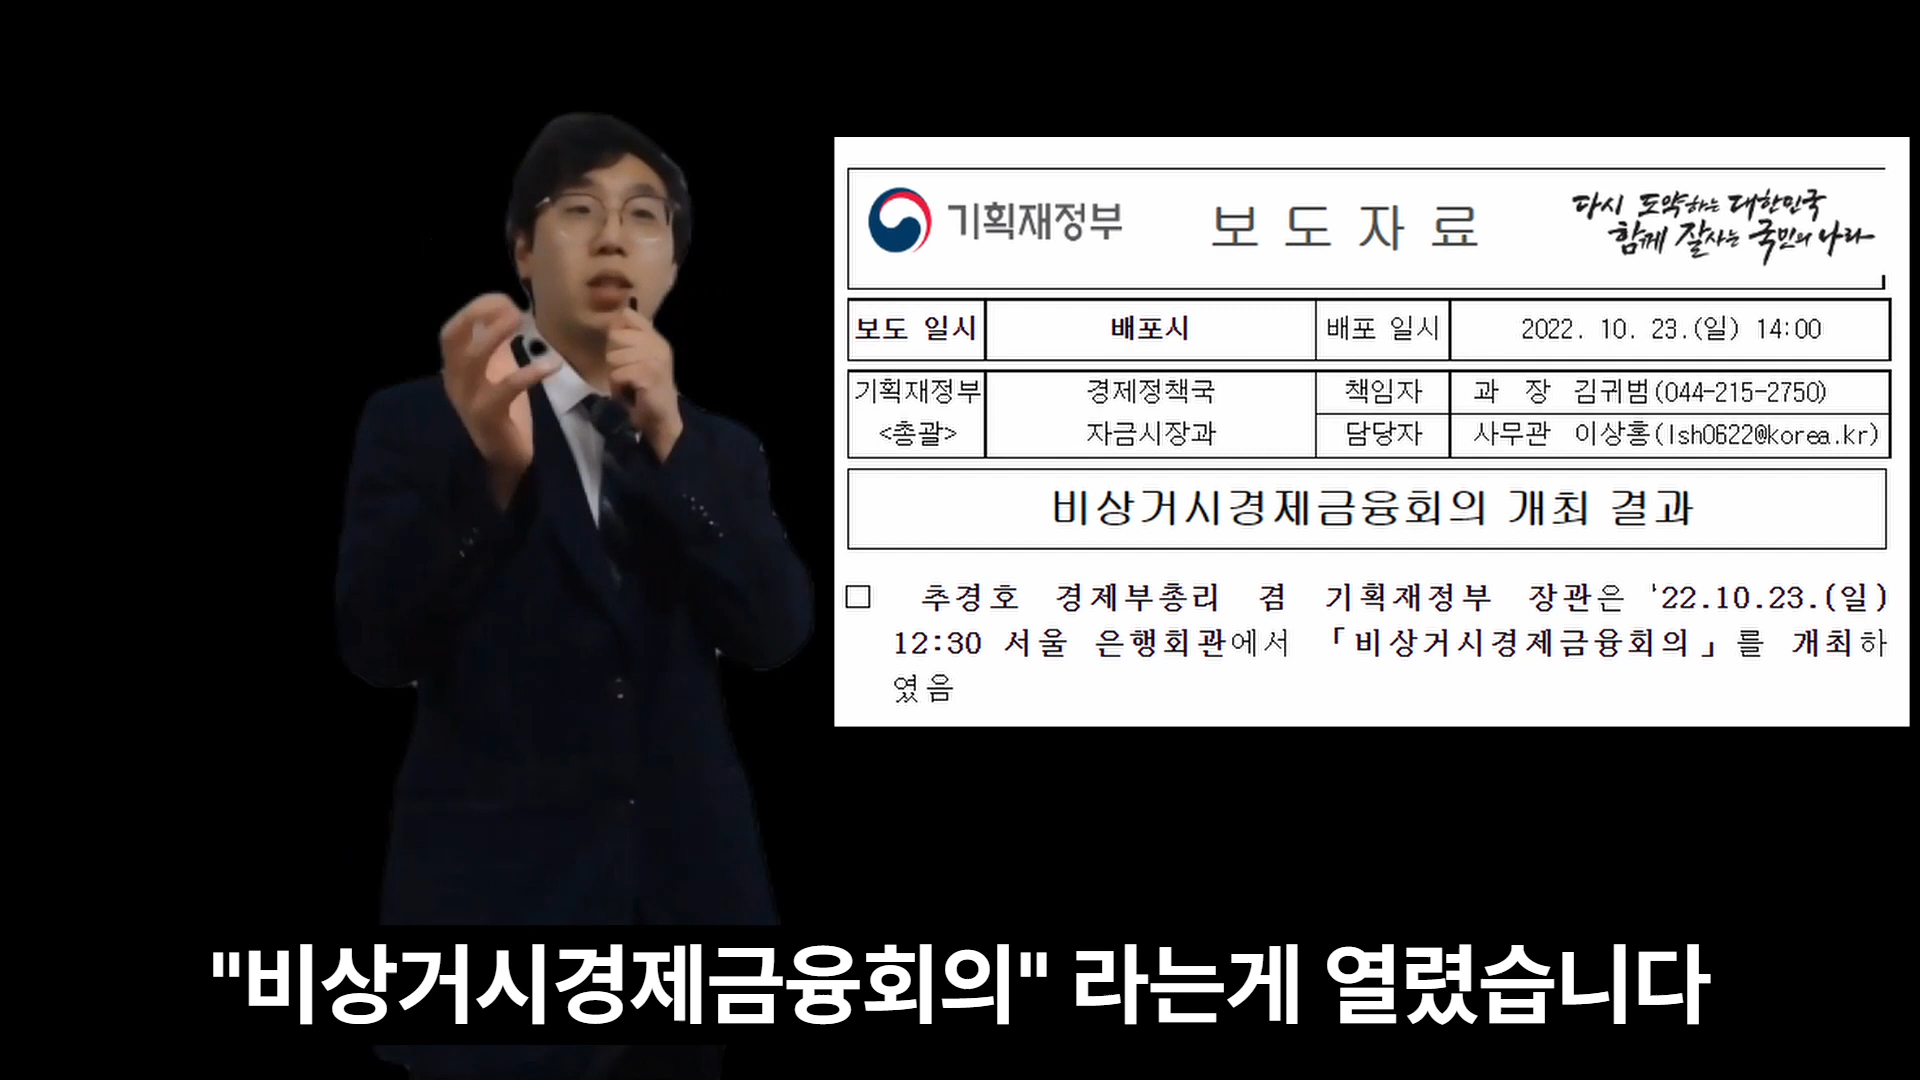 기획재정부
보도자료
다시 도약하는 대한민국
함께 잘사는 국민의 나라
보도 일시 배포시 배포 일시 2022. 10. 23.(일) 14:00
기획재정부 경제정책국 책임자 과 장 김귀범(044-215-2750)
<총괄> 자금시장과 담당자 사무관 이상홍(lsh0622@korea.kr)
비상거시경제금융회의 개최 결과
□ 추경호 경제부총리 겸 기획재정부 장관은 '22.10.23.(일)
12:30 서울 은행회관에서 「비상거시경제금융회의」를 개최하
였음
"비상거시경제금융회의" 라는게 열렸습니다